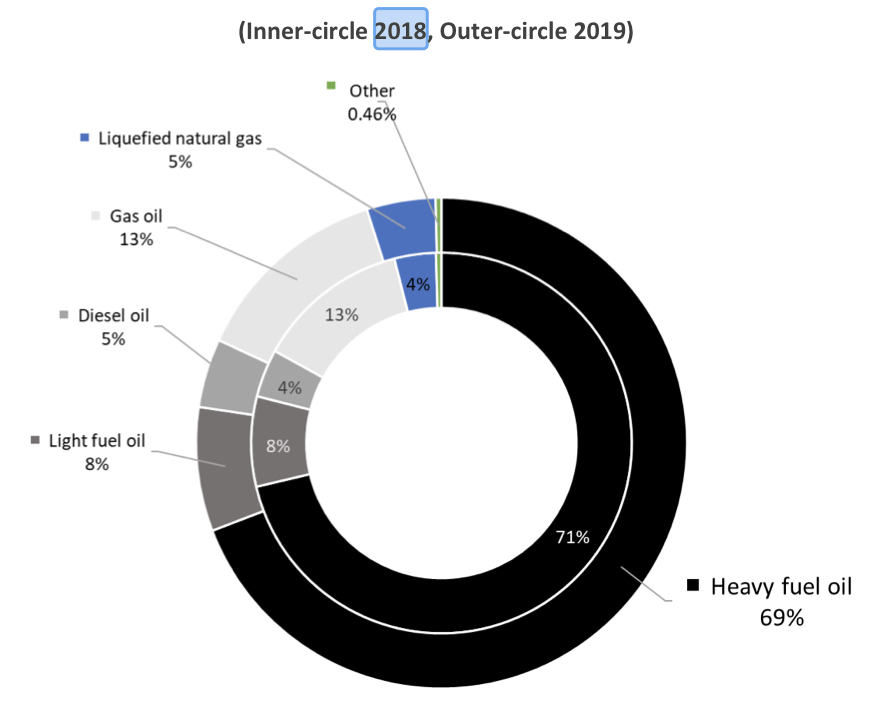 (Inner-circle 2018, Outer-circle 2019)
Other
0.46%
Liquefied natural gas
5%
Gas oil
13%
4%
13%
Diesel oil
5%
4%
Light fuel oil
8%
8%
71%
Heavy fuel oil
69%